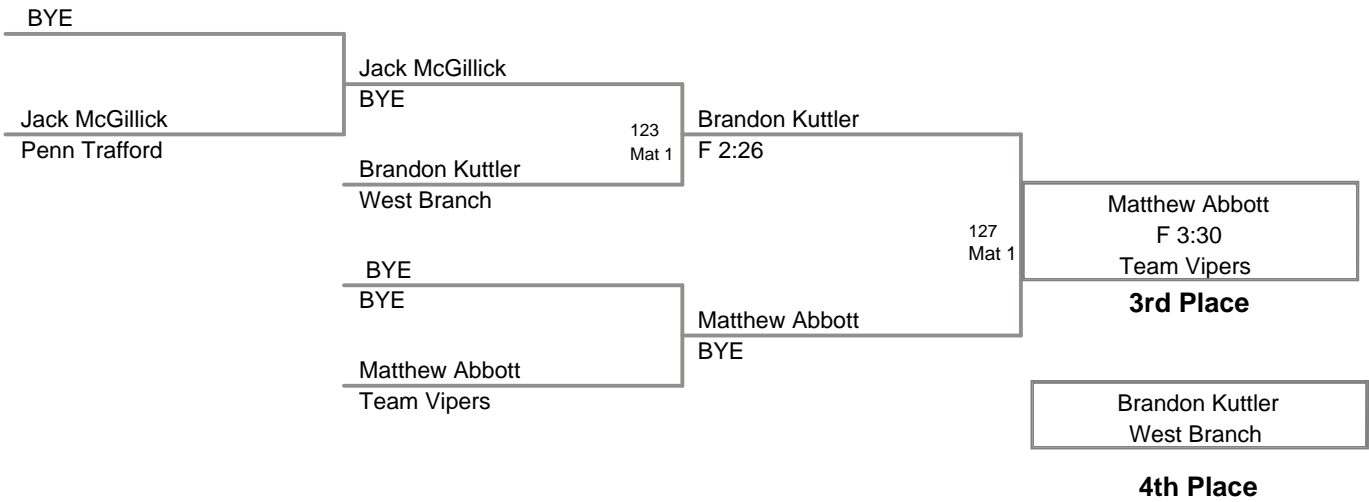 BYE
Jack McGillick
Penn Trafford
Jack McGillick
BYE
Brandon Kuttler
West Branch
123
Mat 1
BYE
BYE
Matthew Abbott
Team Vipers
Brandon Kuttler
F 2:26
Matthew Abbott
BYE
127
Mat 1
Matthew Abbott
F 3:30
Team Vipers
3rd Place
Brandon Kuttler
West Branch
4th Place